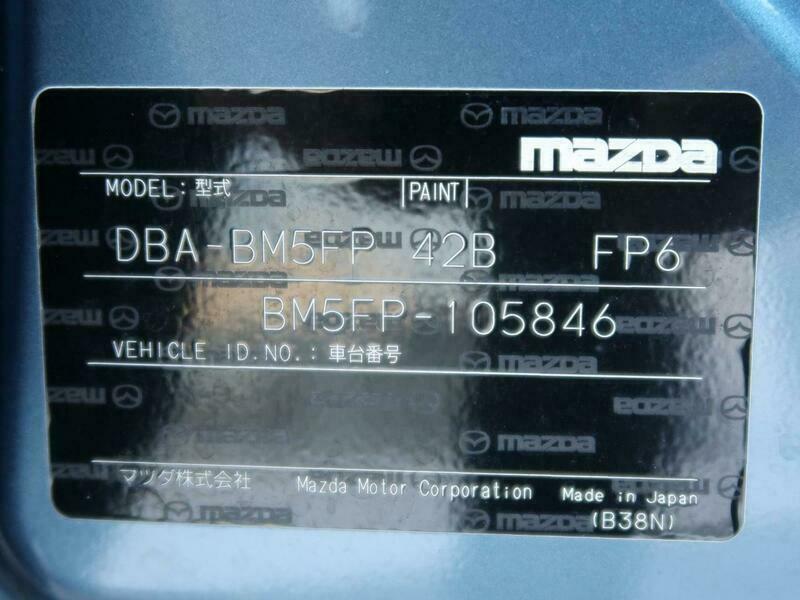 mazda
MODEL: 型式 PAINT
DBA-BM5FP 42B FP6
BM5FP-105846
VEHICLE ID.NO.: 車台番号
マツダ株式会社 Mazda Motor Corporation Made in Japan
(B38N)